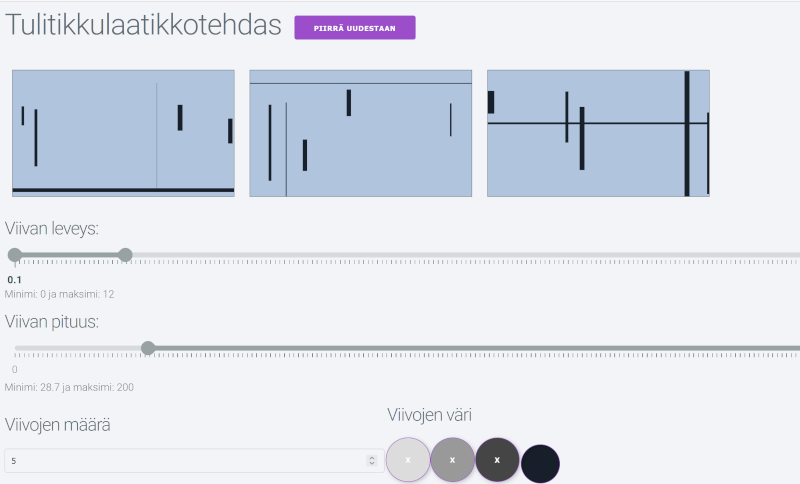 Tulitikkulaatikkotehdas
PIIRRÄ UUDESTAAN
Viivan leveys:
0.1
Minimi: 0 ja maksimi: 12
Viivan pituus:
0
Minimi: 28.7 ja maksimi: 200
Viivojen määrä
5
Viivojen väri
x x x